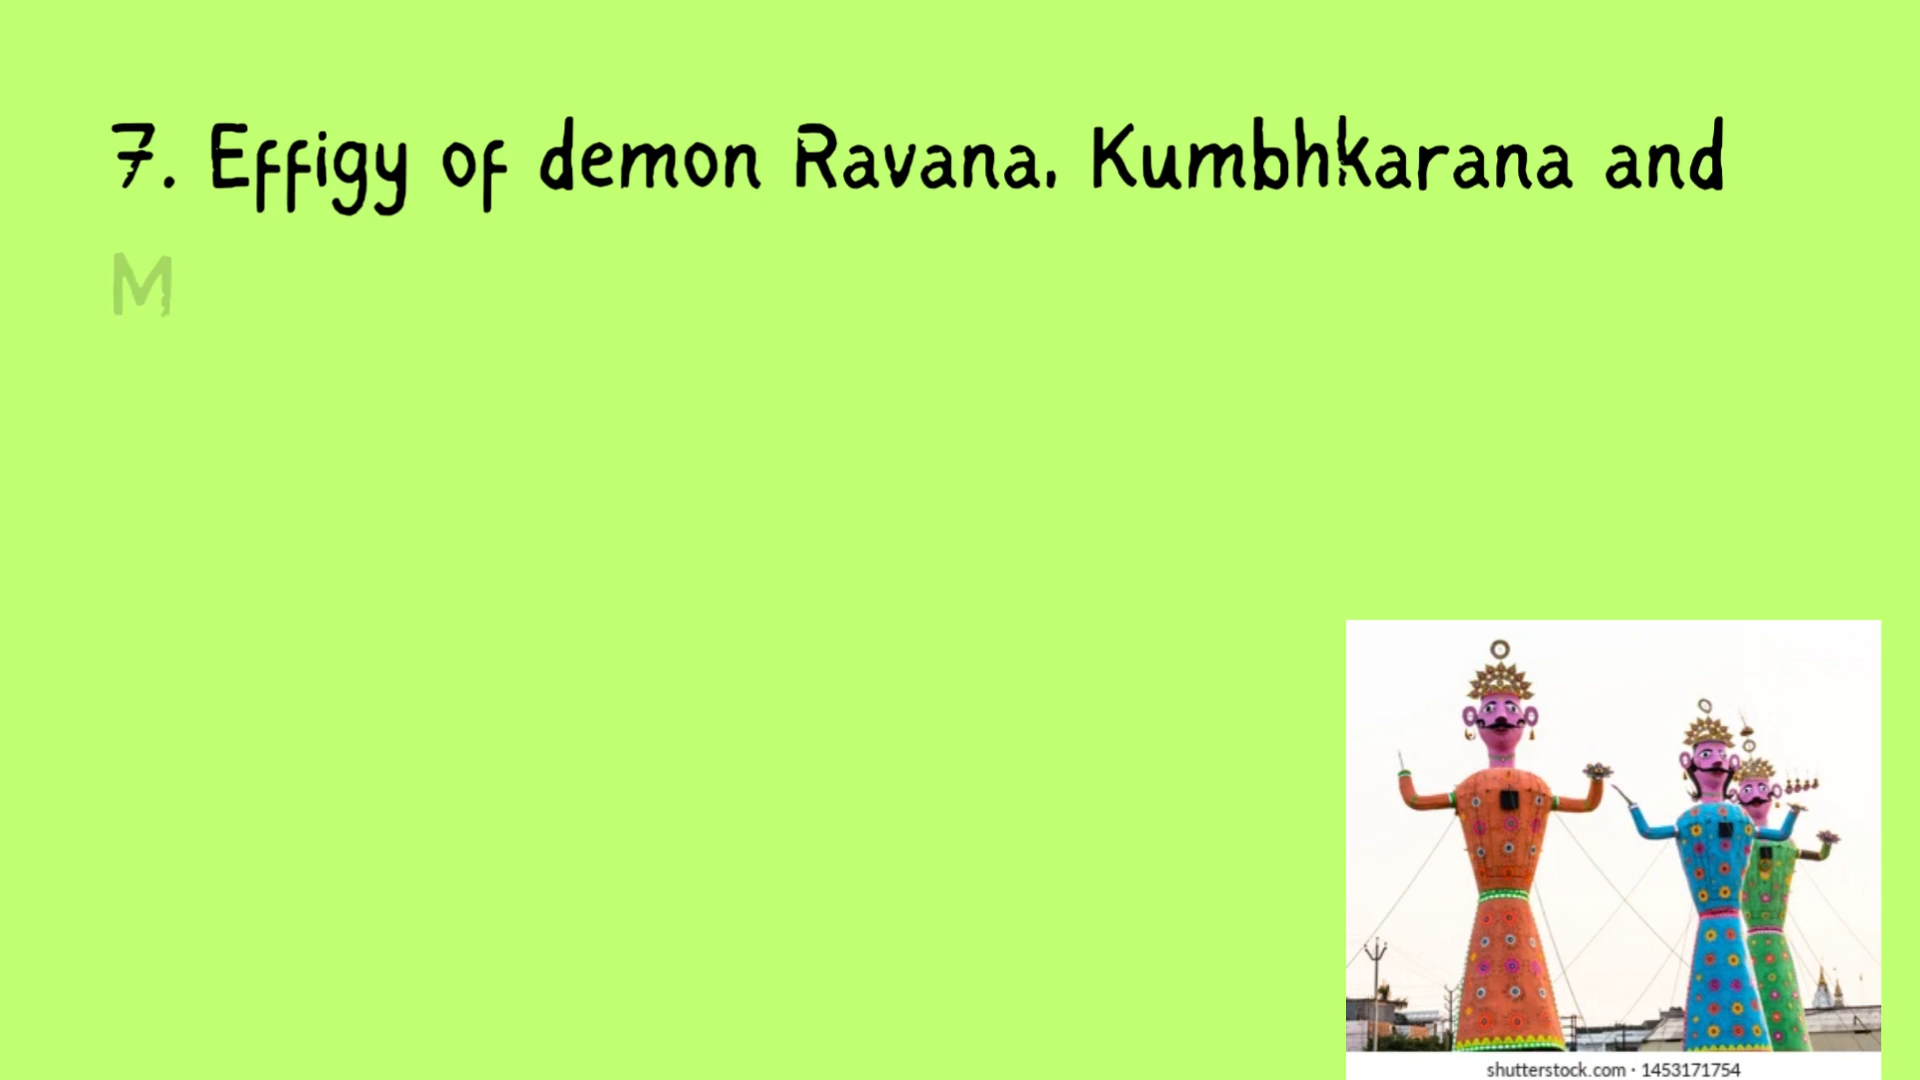 7. Effigy of demon Ravana, Kumbhkarana and
M
shutterstock.com · 1453171754